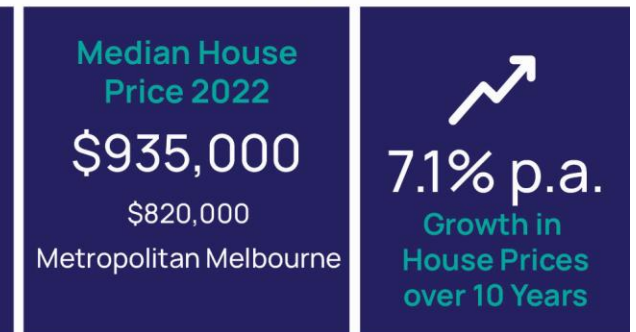 Median House
Price 2022
$935,000
$820,000
Metropolitan Melbourne
7.1% p.a.
Growth in
House Prices
over 10 Years